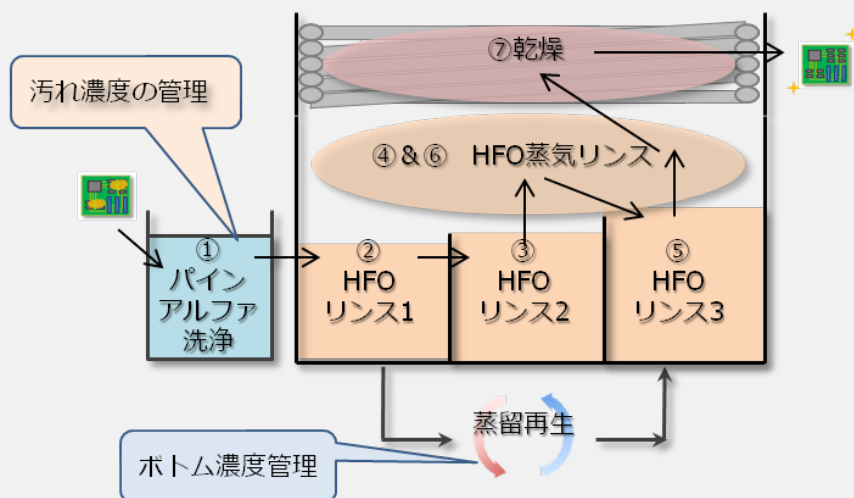 ⑦乾燥
汚れ濃度の管理
④&⑥ HFO蒸気リンス
①
パイン
アルファ
洗浄
②
HFO
リンス1
③
HFO
リンス2
⑤
HFO
リンス3
蒸留再生
ボトム濃度管理